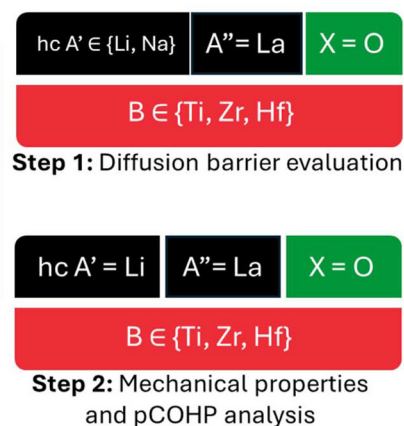 hc A' ∈ {Li, Na} A”= La X = O
B ∈ {Ti, Zr, Hf}
Step 1: Diffusion barrier evaluation
hc A' = Li A”= La X = O
B ∈ {Ti, Zr, Hf}
Step 2: Mechanical properties
and pCOHP analysis